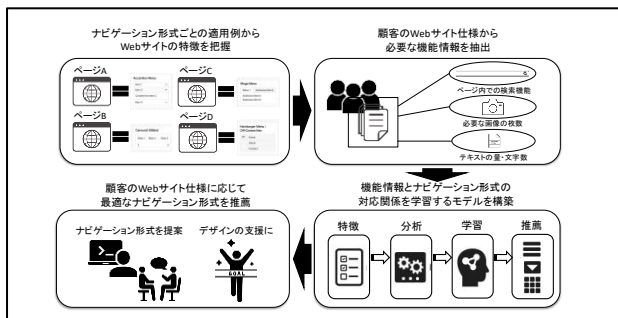 ナビゲーション形式ごとの適用例から
Webサイトの特徴を把握
ページA
ページC
ページB
ページD
顧客のWebサイト仕様から
必要な機能情報を抽出
ページ内での検索機能
必要な画像の枚数
テキストの量・文字数
機能情報とナビゲーション形式の
対応関係を学習するモデルを構築
特徴
分析
学習
推薦
顧客のWebサイト仕様に応じて
最適なナビゲーション形式を推薦
ナビゲーション形式を提案
デザインの支援に
GOAL